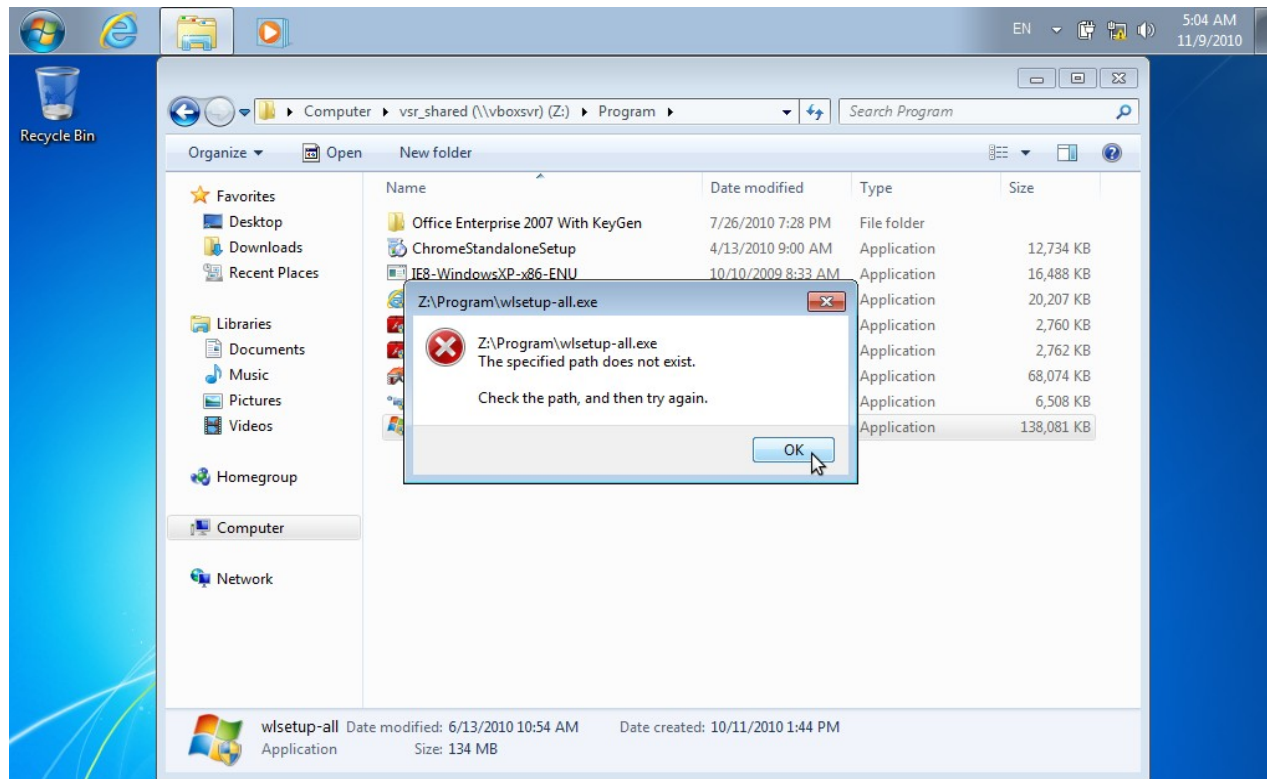 EN
5:04 AM
11/9/2010
Recycle Bin
Computer vsr_shared (\\vboxsvr) (Z:) Program
Search Program
Organize Open New folder
Name Date modified Type Size
Favorites
Desktop
Downloads
Recent Places
Libraries
Documents
Music
Pictures
Videos
Homegroup
Computer
Network
Office Enterprise 2007 With KeyGen 7/26/2010 7:28 PM File folder
ChromeStandaloneSetup 4/13/2010 9:00 AM Application 12,734 KB
IE8-WindowsXP-x86-ENU 10/10/2009 8:33 AM Application 16,488 KB
Application 20,207 KB
Application 2,760 KB
Application 2,762 KB
Application 68,074 KB
Application 6,508 KB
Application 138,081 KB
Z:\Program\wlsetup-all.exe
Z:\Program\wlsetup-all.exe
The specified path does not exist.
Check the path, and then try again.
OK
wlsetup-all Date modified: 6/13/2010 10:54 AM Date created: 10/11/2010 1:44 PM
Application Size: 134 MB